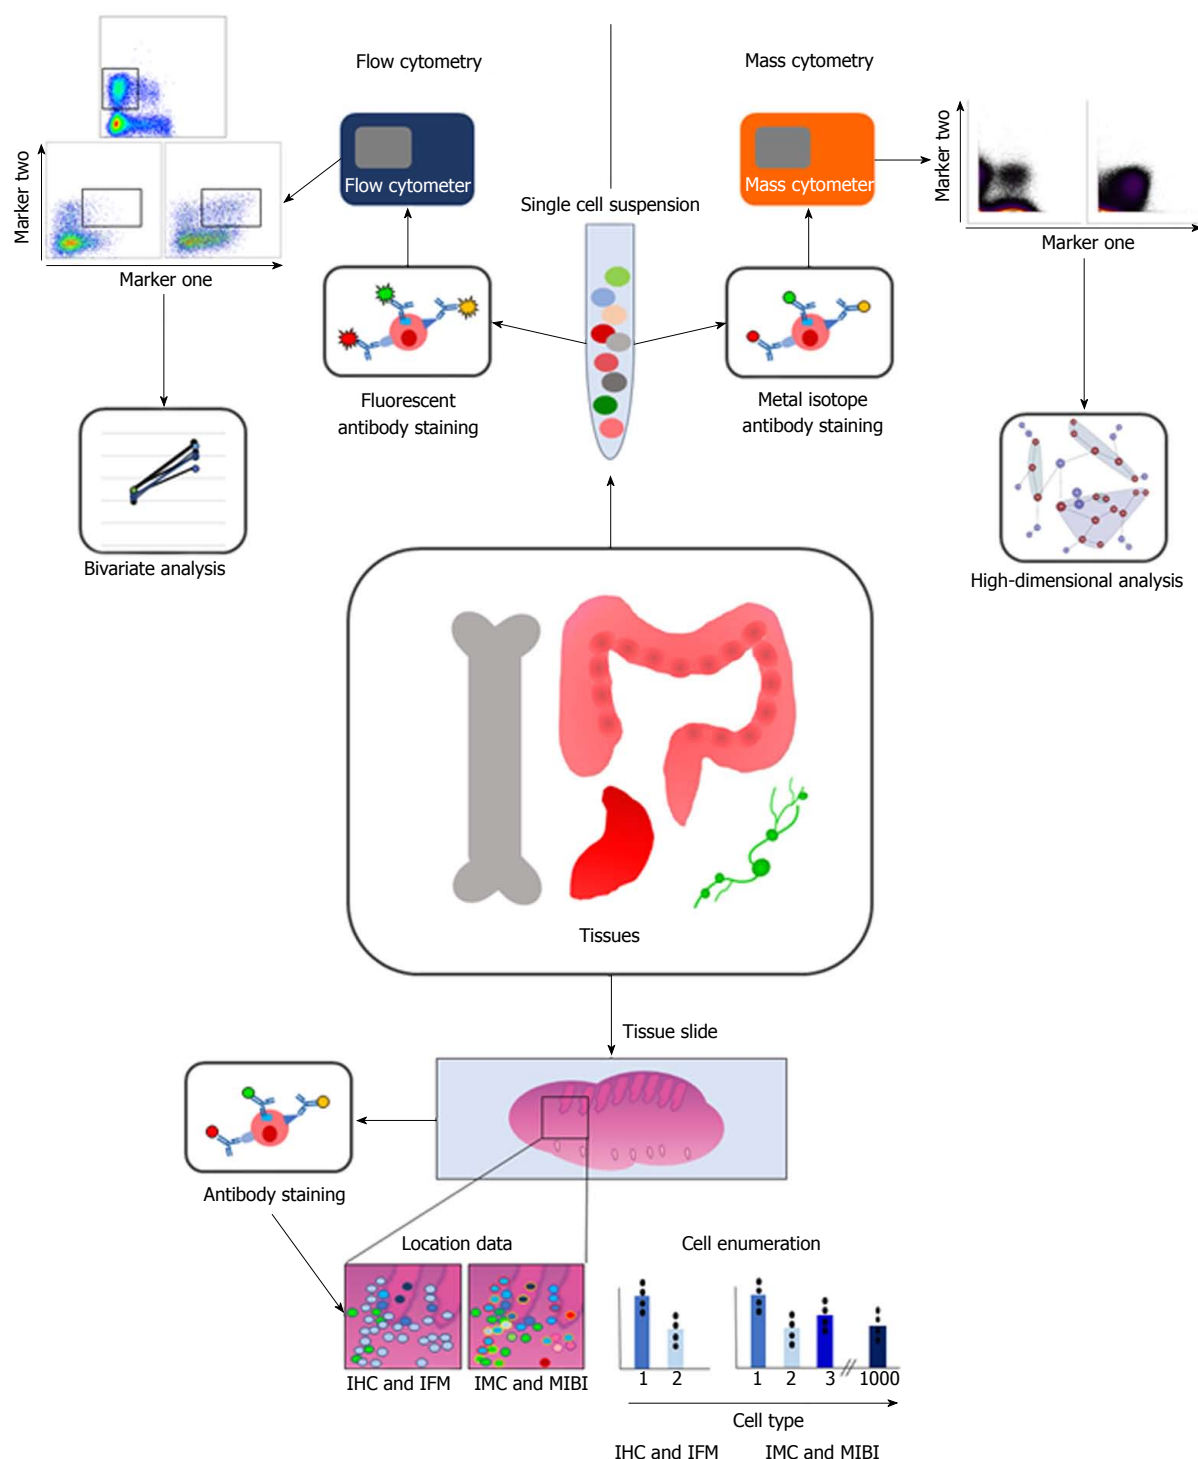 Flow cytometry
Mass cytometry
Marker two
Flow cytometer
Marker one
Single cell suspension
Mass cytometer
Marker two
Marker one
Fluorescent
antibody staining
Metal isotope
antibody staining
Bivariate analysis
High-dimensional analysis
Tissues
Tissue slide
Antibody staining
Location data
Cell enumeration
IHC and IFM
IMC and MIBI
1 2
1 2 3 1000
Cell type
IHC and IFM
IMC and MIBI